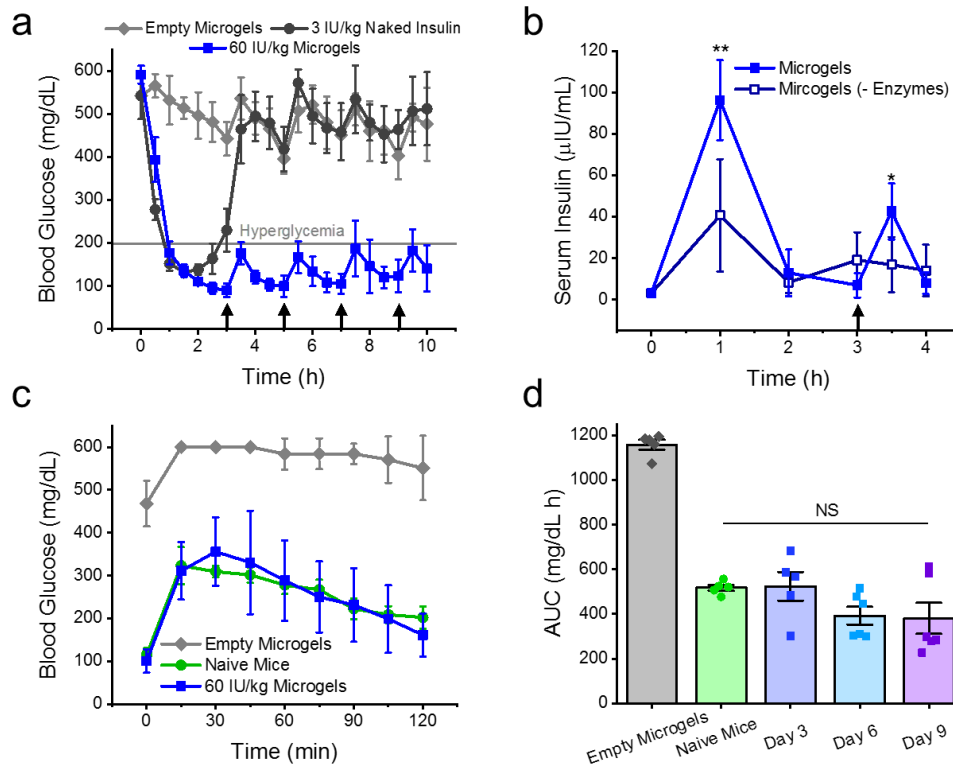 a
Empty Microgels 3 IU/kg Naked Insulin
60 IU/kg Microgels
Blood Glucose (mg/dL)
600
500
400
300
200
100
0
Hyperglycemia
0 2 4 6 8 10
Time (h)
b
Serum Insulin (µIU/mL)
120
100
80
60
40
20
0
**
*
Microgels
Mircogels (- Enzymes)
0 1 2 3 4
Time (h)
c
Blood Glucose (mg/dL)
600
500
400
300
200
100
0
Empty Microgels
Naive Mice
60 IU/kg Microgels
0 30 60 90 120
Time (min)
d
AUC (mg/dL h)
1200
1000
800
600
400
200
0
NS
Empty Microgels Naive Mice Day 3 Day 6 Day 9